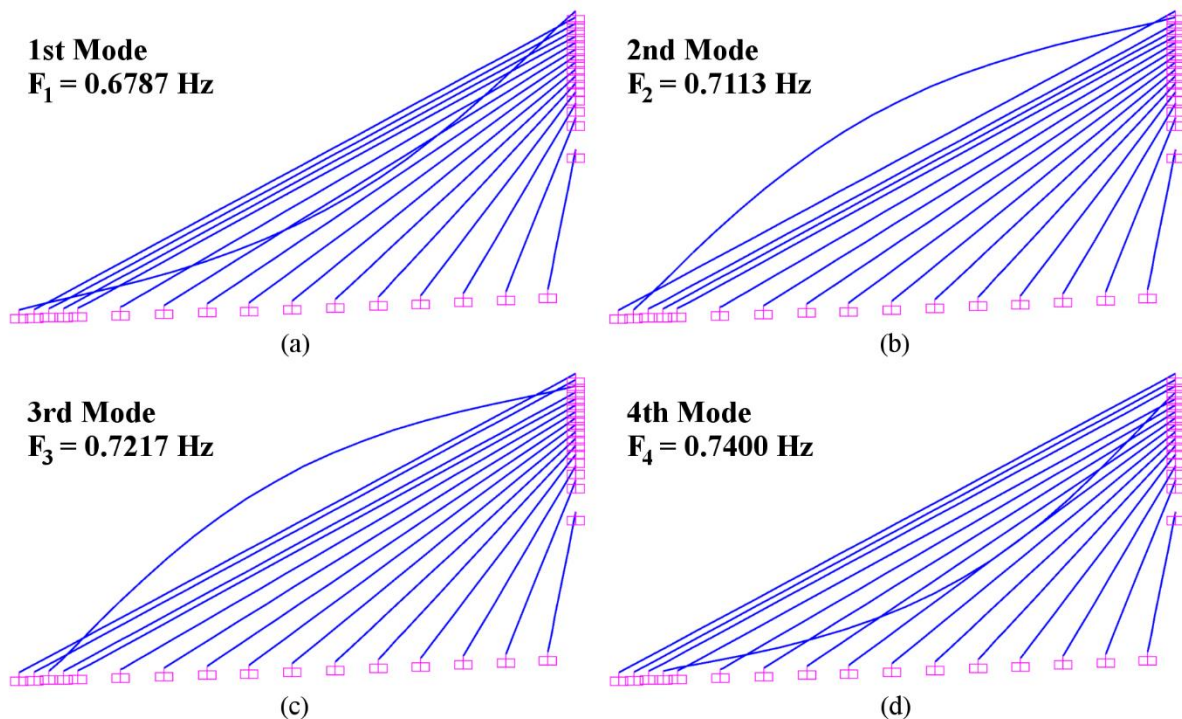 1st Mode
F₁ = 0.6787 Hz
(a)
2nd Mode
F₂ = 0.7113 Hz
(b)
3rd Mode
F₃ = 0.7217 Hz
(c)
4th Mode
F₄ = 0.7400 Hz
(d)